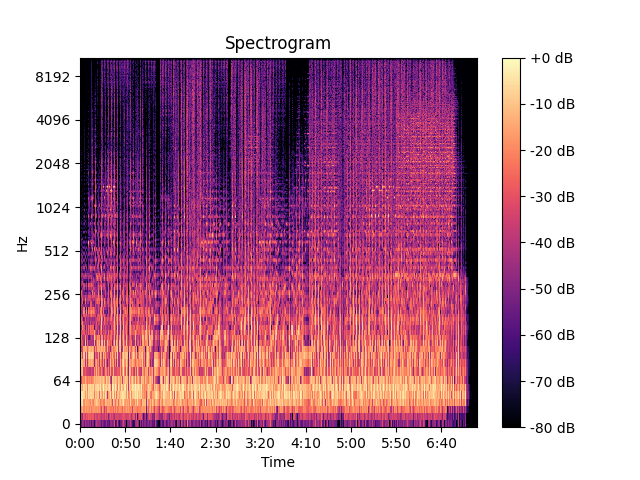 Spectrogram
Hz
8192
4096
2048
1024
512
256
128
64
0
0:00 0:50 1:40 2:30 3:20 4:10 5:00 5:50 6:40
Time
+0 dB
-10 dB
-20 dB
-30 dB
-40 dB
-50 dB
-60 dB
-70 dB
-80 dB